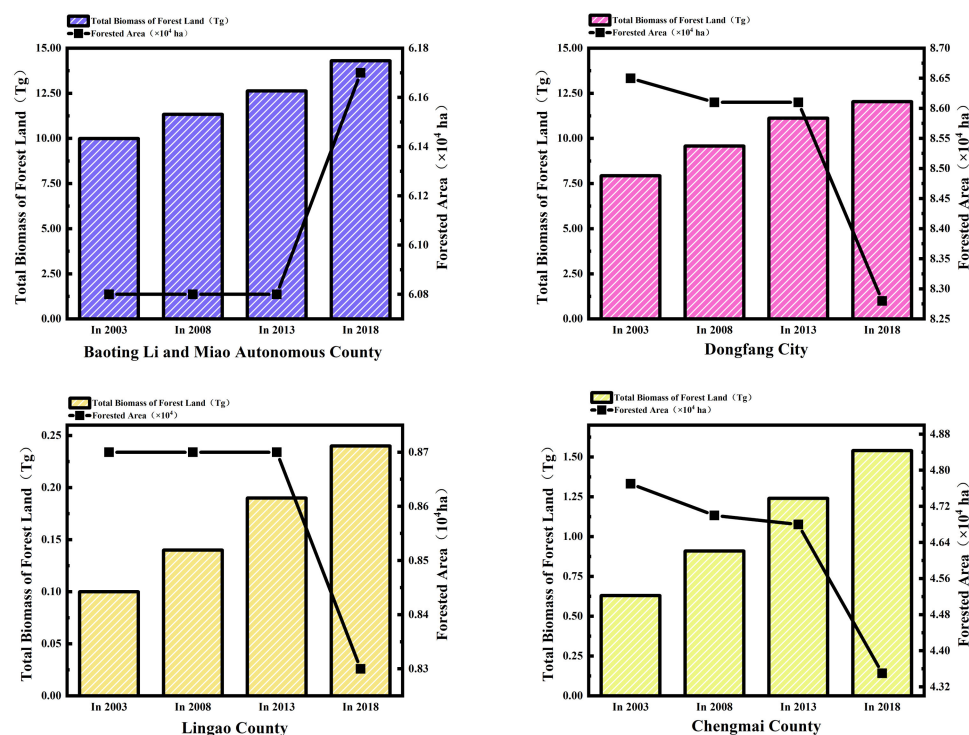 Total Biomass of Forest Land（Tg）
Forested Area（×10⁴ ha）
Total Biomass of Forest Land（Tg）
15.00
12.50
10.00
7.50
5.00
2.50
0.00
6.18
6.16
6.14
6.12
6.10
6.08
Forested Area（×10⁴ ha）
In 2003 In 2008 In 2013 In 2018
Baoting Li and Miao Autonomous County
Total Biomass of Forest Land（Tg）
Forested Area（×10⁴ ha）
Total Biomass of Forest Land（Tg）
15.00
12.50
10.00
7.50
5.00
2.50
0.00
8.70
8.65
8.60
8.55
8.50
8.45
8.40
8.35
8.30
8.25
Forested Area（×10⁴ ha）
In 2003 In 2008 In 2013 In 2018
Dongfang City
Total Biomass of Forest Land（Tg）
Forested Area（×10⁴）
Total Biomass of Forest Land（Tg）
0.25
0.20
0.15
0.10
0.05
0.00
0.87
0.86
0.85
0.84
0.83
Forested Area（10⁴ha）
In 2003 In 2008 In 2013 In 2018
Lingao County
Total Biomass of Forest Land（Tg）
Forested Area（×10⁴ ha）
Total Biomass of Forest Land（Tg）
1.50
1.25
1.00
0.75
0.50
0.25
0.00
4.88
4.80
4.72
4.64
4.56
4.48
4.40
4.32
Forested Area（×10⁴ ha）
In 2003 In 2008 In 2013 In 2018
Chengmai County